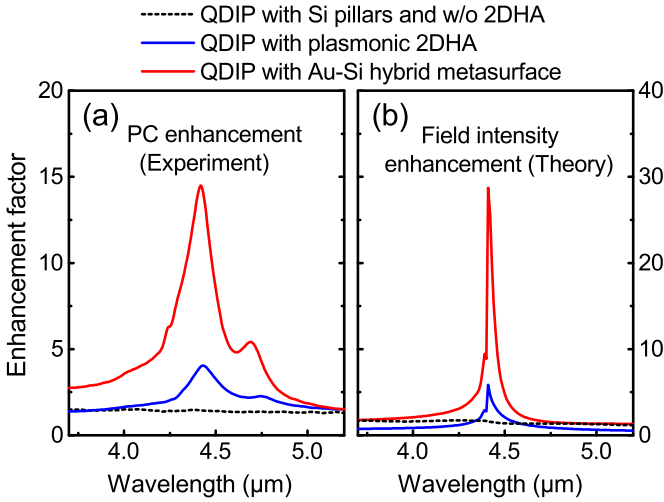 QDIP with Si pillars and w/o 2DHA
QDIP with plasmonic 2DHA
QDIP with Au-Si hybrid metasurface
(a)
PC enhancement
(Experiment)
(b)
Field intensity
enhancement (Theory)
Enhancement factor
20
15
10
5
0
40
30
20
10
0
4.0 4.5 5.0
4.0 4.5 5.0
Wavelength (μm)
Wavelength (μm)